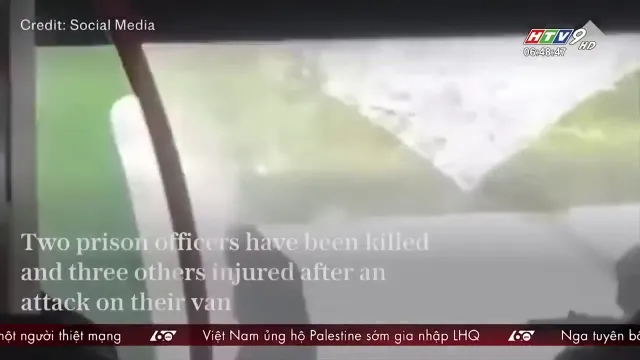 Credit: Social Media
HTV9 HD
06:48:47
Two prison officers have been killed
and three others injured after an
attack on their van
một người thiệt mạng 60 Việt Nam ủng hộ Palestine sớm gia nhập LHQ 60 Nga tuyên bố